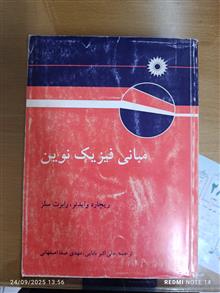 مبانی فیزیک نوین
ریچارد وایدنر، رابرت سلز
ترجمه علی اکبر بابایی، مهدی صفا اصفهانی
24/09/2025 13:56
REDMI NOTE 14